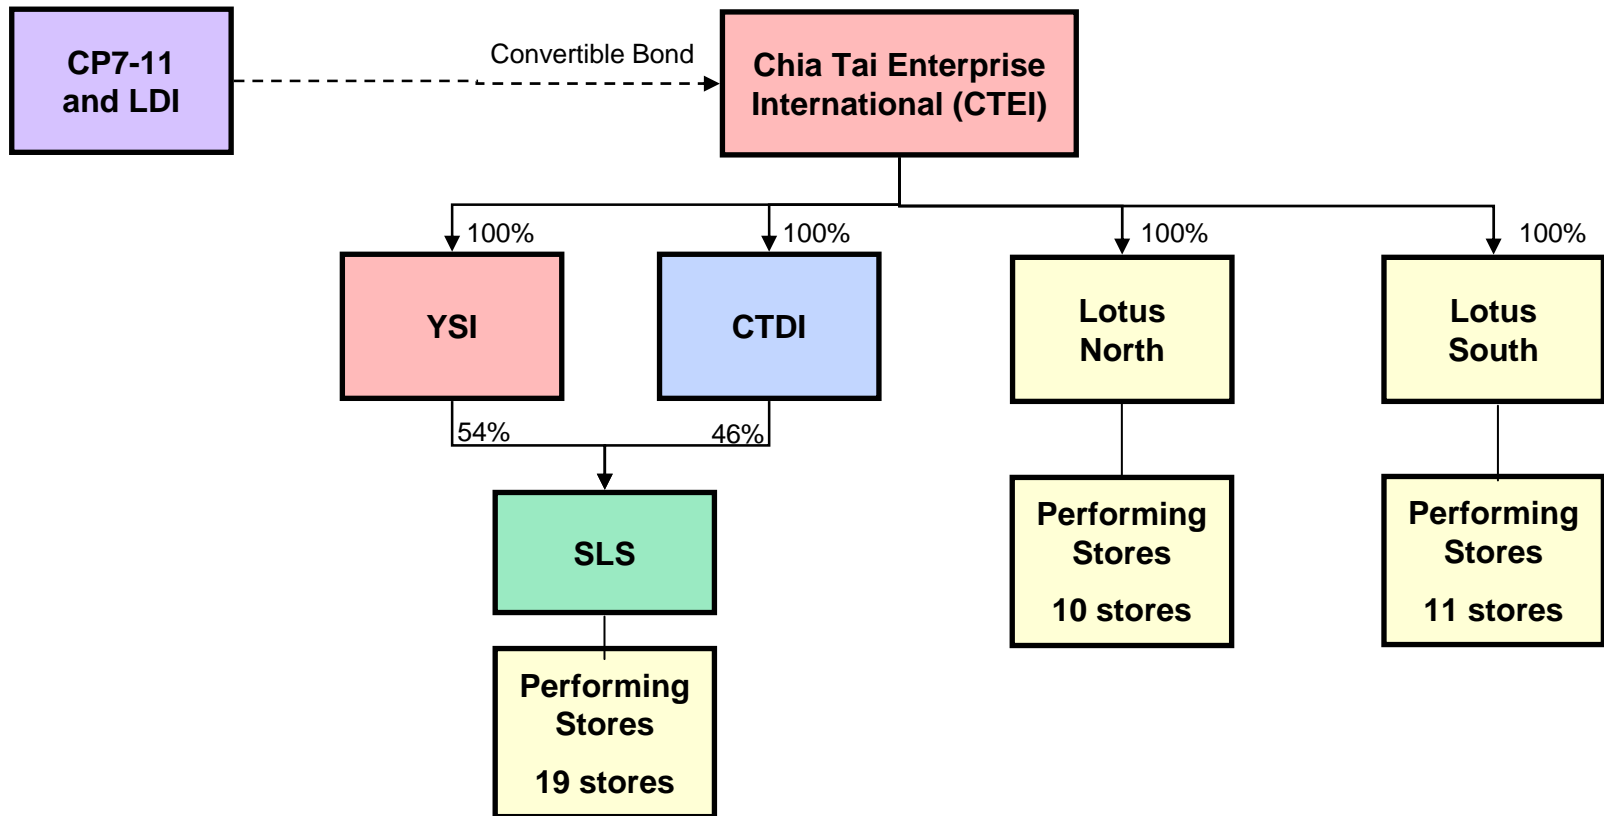 CP7-11
and LDI
Convertible Bond
Chia Tai Enterprise
International (CTEI)
100%
100%
100%
100%
YSI
CTDI
Lotus
North
Lotus
South
54%
46%
SLS
Performing
Stores
10 stores
Performing
Stores
11 stores
Performing
Stores
19 stores